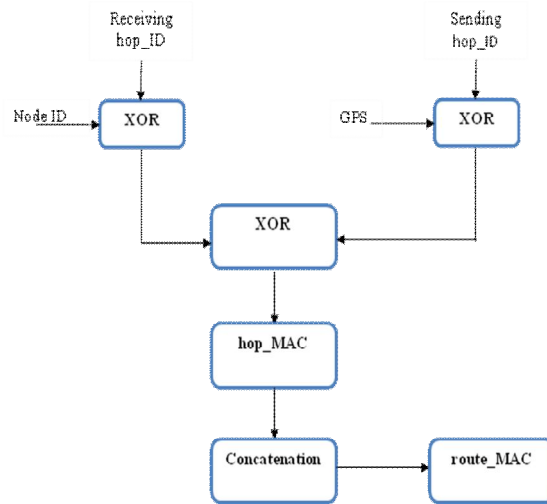 Receiving
hop_ID
Sending
hop_ID
Node ID
XOR
GPS
XOR
XOR
hop_MAC
Concatenation
route_MAC